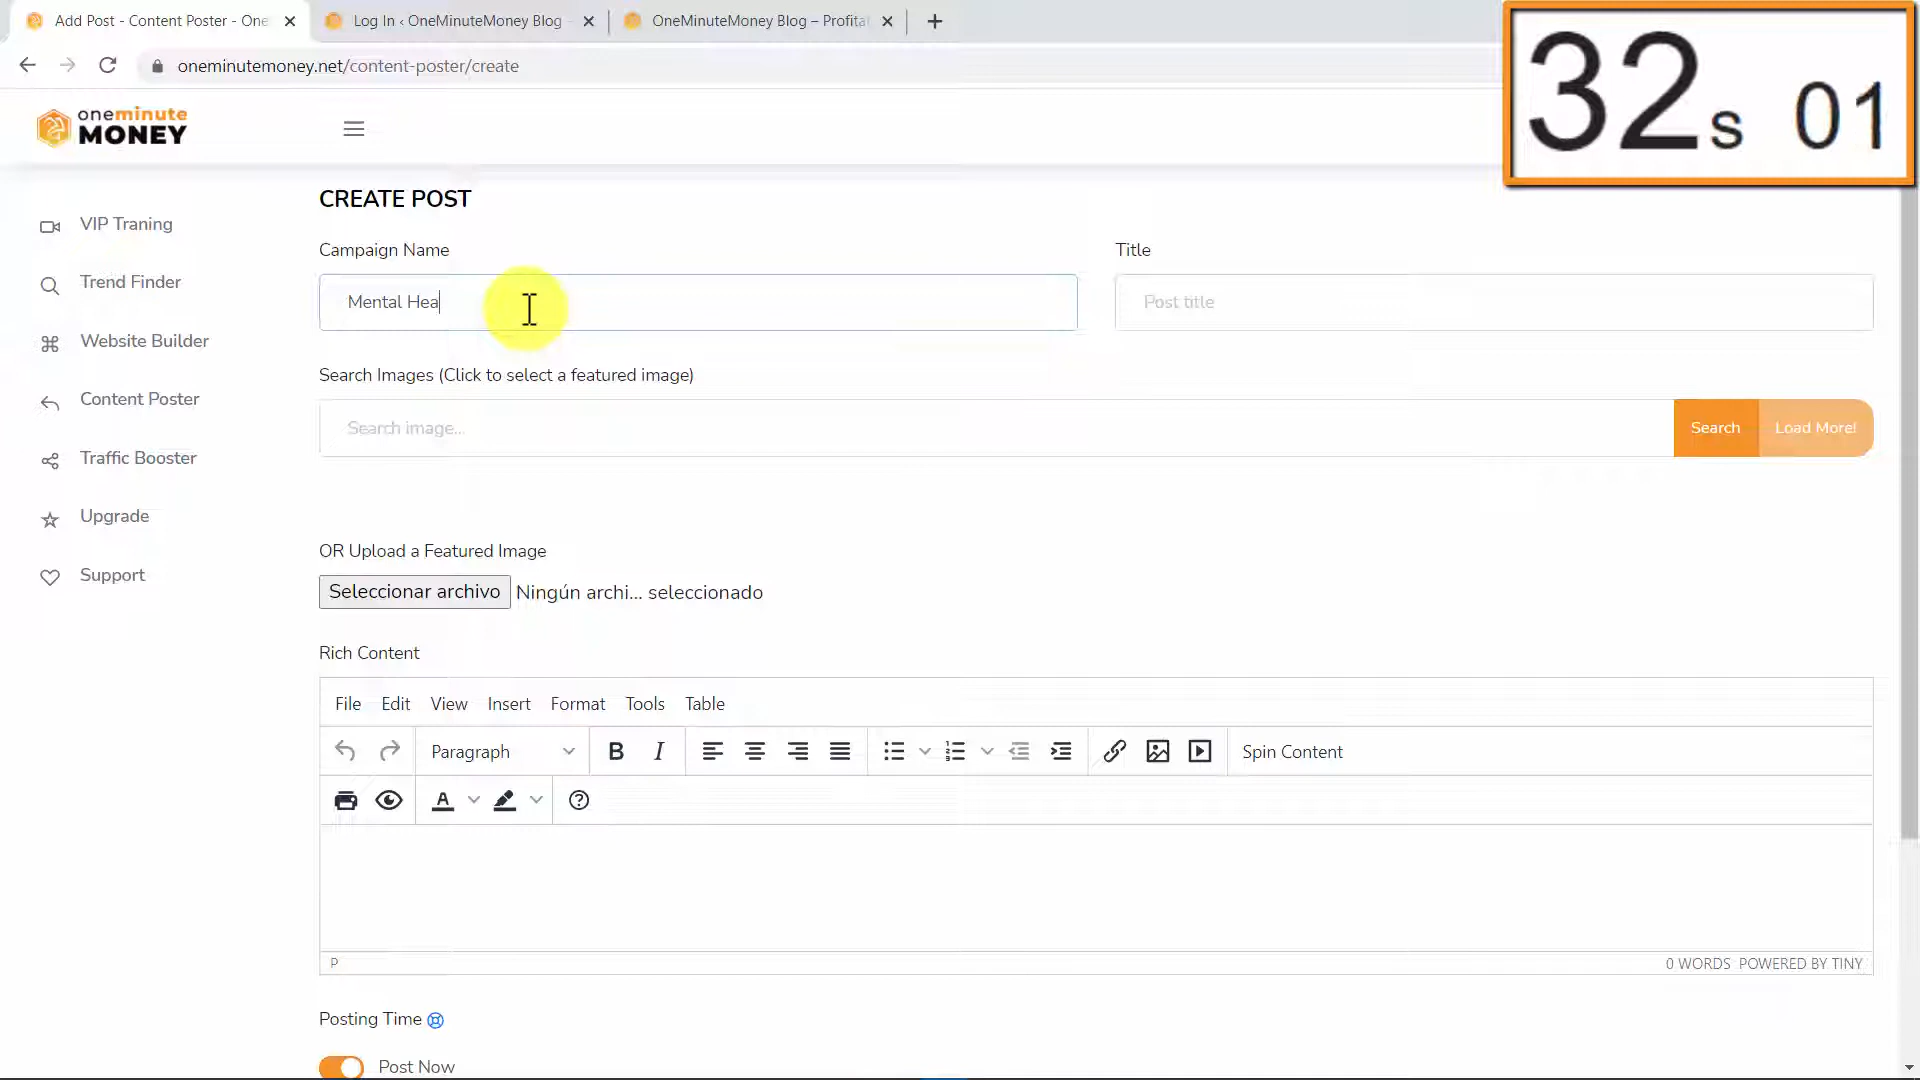 Add Post - Content Poster - One
Log In ‹ OneMinuteMoney Blog
OneMinuteMoney Blog – Profita
oneminutemoney.net/content-poster/create
32s 01
oneminute
MONEY
VIP Traning
Trend Finder
Website Builder
Content Poster
Traffic Booster
Upgrade
Support
CREATE POST
Campaign Name
Title
Mental Hea
Post title
Search Images (Click to select a featured image)
Search image...
Search
Load More!
OR Upload a Featured Image
Seleccionar archivo Ningún archi... seleccionado
Rich Content
File Edit View Insert Format Tools Table
Paragraph B I Spin Content
A
P
0 WORDS POWERED BY TINY
Posting Time
Post Now